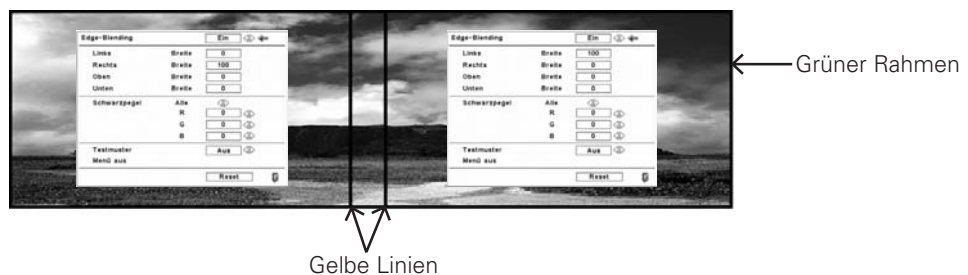 Edge-Blending Ein
Links Breite 0
Rechts Breite 100
Oben Breite 0
Unten Breite 0
Schwarzpegel Alle
R 0
G 0
B 0
Testmuster Aus
Menü aus
Reset
Edge-Blending Ein
Links Breite 100
Rechts Breite 0
Oben Breite 0
Unten Breite 0
Schwarzpegel Alle
R 0
G 0
B 0
Testmuster Aus
Menü aus
Reset
Grüner Rahmen
Gelbe Linien